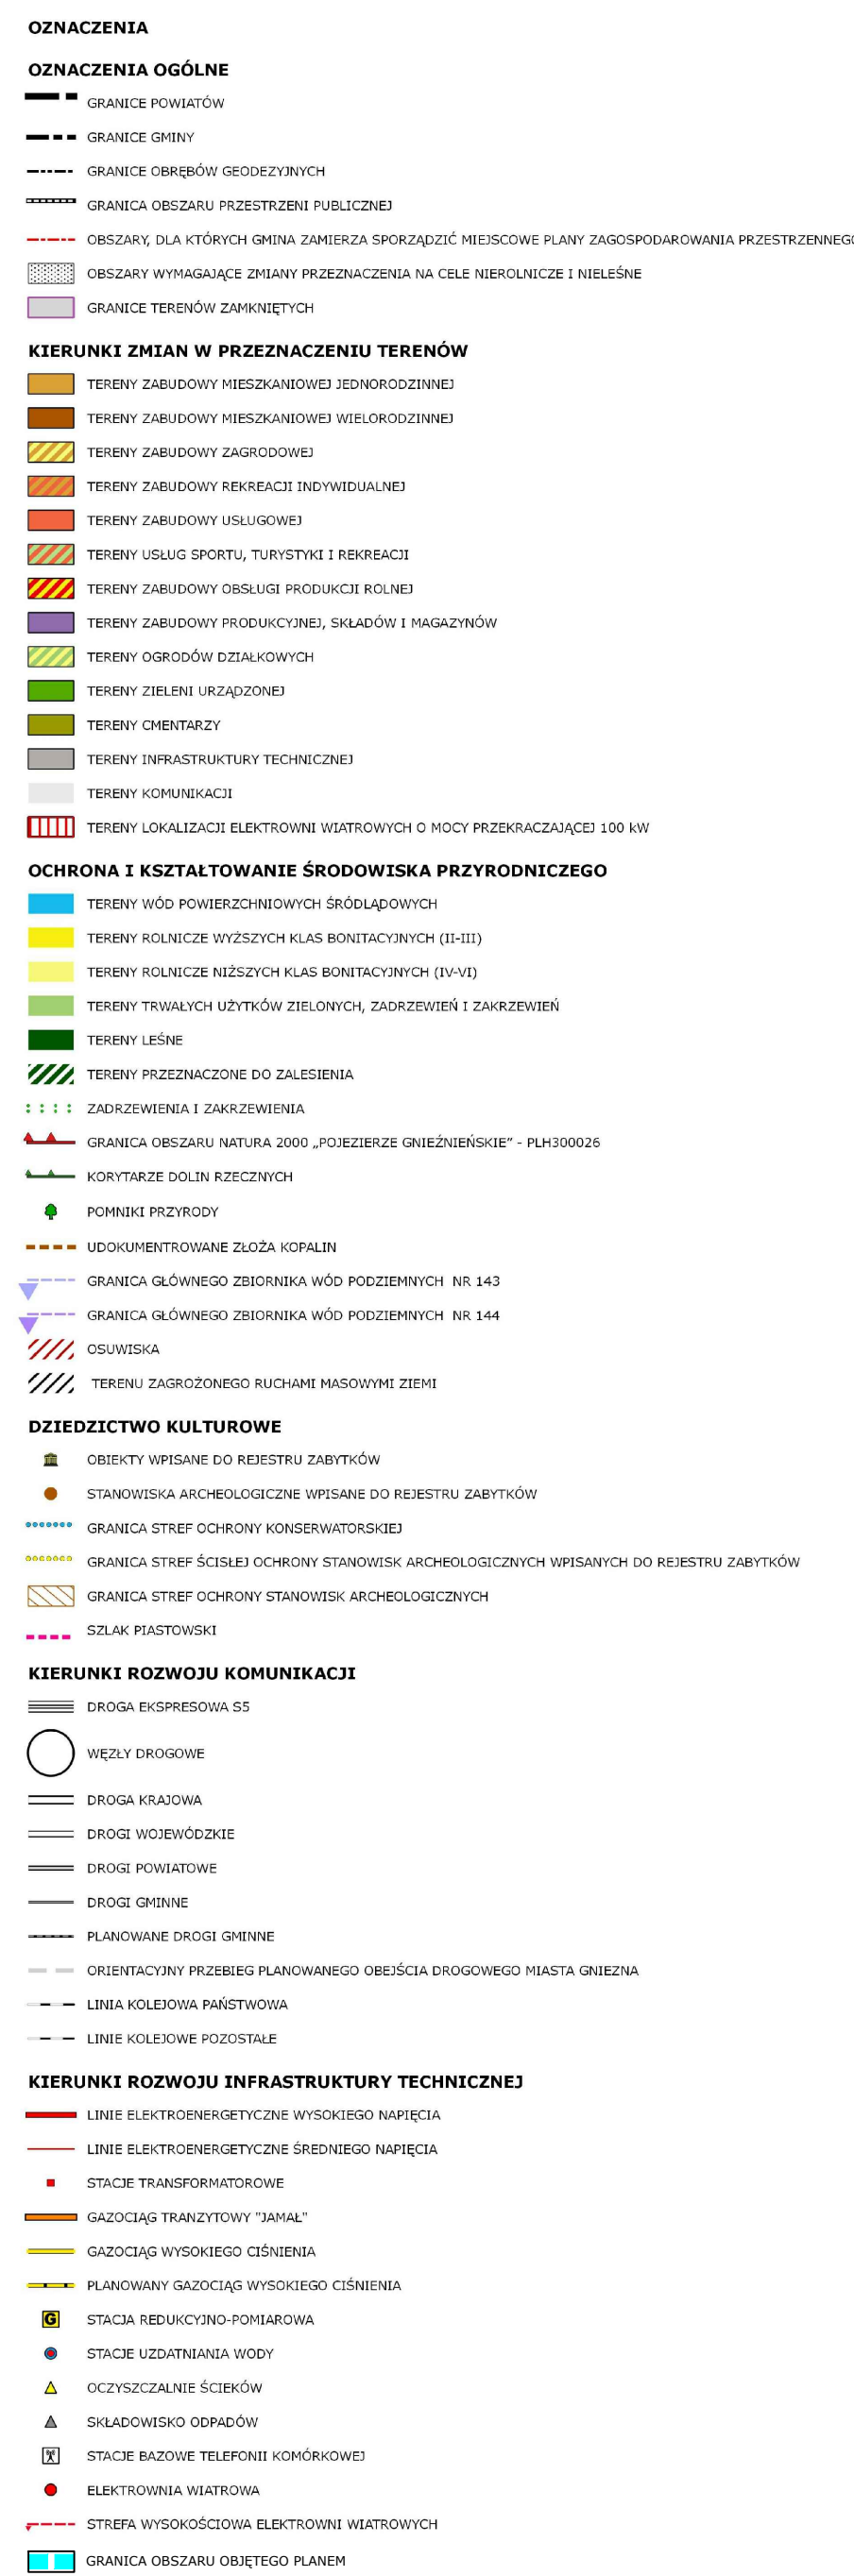 OZNACZENIA
OZNACZENIA OGÓLNE
GRANICE POWIATÓW
GRANICE GMINY
GRANICE OBRĘBÓW GEODEZYJNYCH
GRANICA OBSZARU PRZESTRZENI PUBLICZNEJ
OBSZARY, DLA KTÓRYCH GMINA ZAMIERZA SPORZĄDZIĆ MIEJSCOWE PLANY ZAGOSPODAROWANIA PRZESTRZENNEGO
OBSZARY WYMAGAJĄCE ZMIANY PRZEZNACZENIA NA CELE NIEROLNICZE I NIELEŚNE
GRANICE TERENÓW ZAMKNIĘTYCH
KIERUNKI ZMIAN W PRZEZNACZENIU TERENÓW
TERENY ZABUDOWY MIESZKANIOWEJ JEDNORODZINNEJ
TERENY ZABUDOWY MIESZKANIOWEJ WIELORODZINNEJ
TERENY ZABUDOWY ZAGRODOWEJ
TERENY ZABUDOWY REKREACJI INDYWIDUALNEJ
TERENY ZABUDOWY USŁUGOWEJ
TERENY USŁUG SPORTU, TURYSTYKI I REKREACJI
TERENY ZABUDOWY OBSŁUGI PRODUKCJI ROLNEJ
TERENY ZABUDOWY PRODUKCYJNEJ, SKŁADÓW I MAGAZYNÓW
TERENY OGRODÓW DZIAŁKOWYCH
TERENY ZIELENI URZĄDZONEJ
TERENY CMENTARZY
TERENY INFRASTRUKTURY TECHNICZNEJ
TERENY KOMUNIKACJI
TERENY LOKALIZACJI ELEKTROWNI WIATROWYCH O MOCY PRZEKRACZAJĄCEJ 100 kW
OCHRONA I KSZTAŁTOWANIE ŚRODOWISKA PRZYRODNICZEGO
TERENY WÓD POWIERZCHNIOWYCH ŚRÓDLĄDOWYCH
TERENY ROLNICZE WYŻSZYCH KLAS BONITACYJNYCH (II-III)
TERENY ROLNICZE NIŻSZYCH KLAS BONITACYJNYCH (IV-VI)
TERENY TRWAŁYCH UŻYTKÓW ZIELONYCH, ZADRZEWIEŃ I ZAKRZEWIEŃ
TERENY LEŚNE
TERENY PRZEZNACZONE DO ZALESIENIA
ZADRZEWIENIA I ZAKRZEWIENIA
GRANICA OBSZARU NATURA 2000 „POJEZIERZE GNIEŹNIEŃSKIE” - PLH300026
KORYTARZE DOLIN RZECZNYCH
POMNIKI PRZYRODY
UDOKUMENTROWANE ZŁOŻA KOPALIN
GRANICA GŁÓWNEGO ZBIORNIKA WÓD PODZIEMNYCH NR 143
GRANICA GŁÓWNEGO ZBIORNIKA WÓD PODZIEMNYCH NR 144
OSUWISKA
TERENU ZAGROŻONEGO RUCHAMI MASOWYMI ZIEMI
DZIEDZICTWO KULTUROWE
OBIEKTY WPISANE DO REJESTRU ZABYTKÓW
STANOWISKA ARCHEOLOGICZNE WPISANE DO REJESTRU ZABYTKÓW
GRANICA STREF OCHRONY KONSERWATORSKIEJ
GRANICA STREF ŚCISŁEJ OCHRONY STANOWISK ARCHEOLOGICZNYCH WPISANYCH DO REJESTRU ZABYTKÓW
GRANICA STREF OCHRONY STANOWISK ARCHEOLOGICZNYCH
SZLAK PIASTOWSKI
KIERUNKI ROZWOJU KOMUNIKACJI
DROGA EKSPRESOWA S5
WĘZŁY DROGOWE
DROGA KRAJOWA
DROGI WOJEWÓDZKIE
DROGI POWIATOWE
DROGI GMINNE
PLANOWANE DROGI GMINNE
ORIENTACYJNY PRZEBIEG PLANOWANEGO OBEJŚCIA DROGOWEGO MIASTA GNIEZNA
LINIA KOLEJOWA PAŃSTWOWA
LINIE KOLEJOWE POZOSTAŁE
KIERUNKI ROZWOJU INFRASTRUKTURY TECHNICZNEJ
LINIE ELEKTROENERGETYCZNE WYSOKIEGO NAPIĘCIA
LINIE ELEKTROENERGETYCZNE ŚREDNIEGO NAPIĘCIA
STACJE TRANSFORMATOROWE
GAZOCIĄG TRANZYTOWY "JAMAŁ"
GAZOCIĄG WYSOKIEGO CIŚNIENIA
PLANOWANY GAZOCIĄG WYSOKIEGO CIŚNIENIA
G STACJA REDUKCYJNO-POMIAROWA
STACJE UZDATNIANIA WODY
OCZYSZCZALNIE ŚCIEKÓW
SKŁADOWISKO ODPADÓW
STACJE BAZOWE TELEFONII KOMÓRKOWEJ
ELEKTROWNIA WIATROWA
STREFA WYSOKOŚCIOWA ELEKTROWNI WIATROWYCH
GRANICA OBSZARU OBJĘTEGO PLANEM